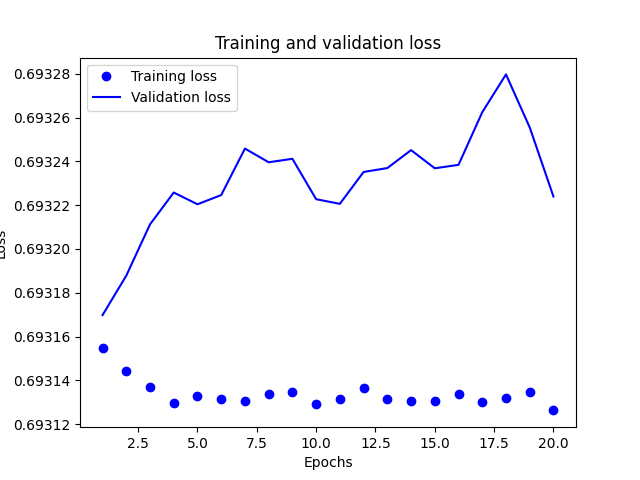 Training and validation loss
Training loss
Validation loss
0.69328
0.69326
0.69324
0.69322
0.69320
0.69318
0.69316
0.69314
0.69312
Loss
2.5 5.0 7.5 10.0 12.5 15.0 17.5 20.0
Epochs